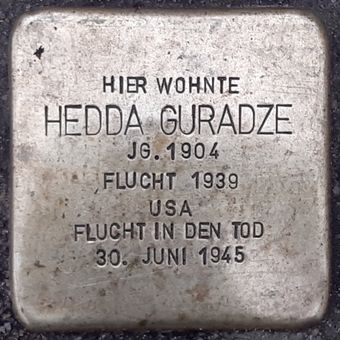 HIER WOHNTE
HEDDA GURADZE
JG. 1904
FLUCHT 1939
USA
FLUCHT IN DEN TOD
30. JUNI 1945